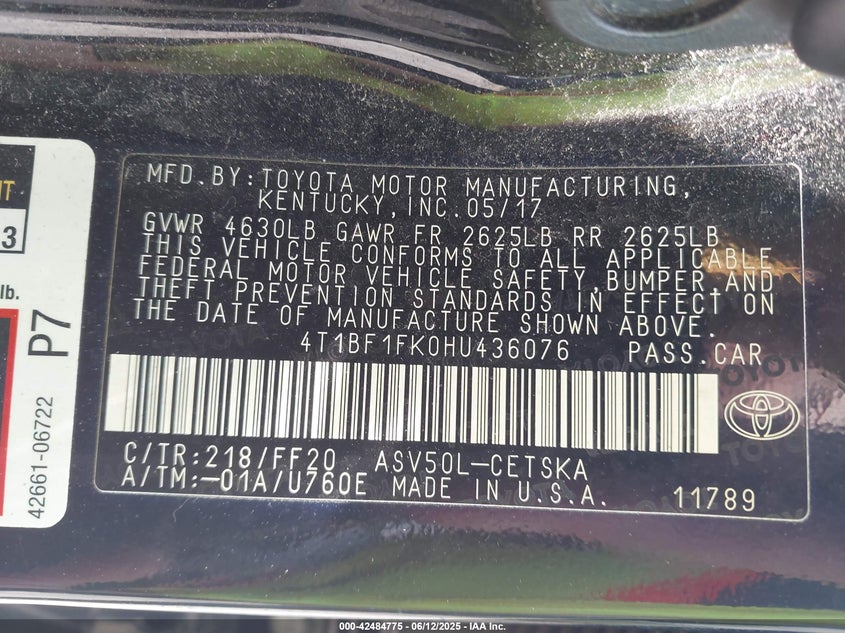 MFD.BY:TOYOTA MOTOR MANUFACTURING,
KENTUCKY,INC.05/17
GVWR 4630LB GAWR FR 2625LB RR 2625LB
THIS VEHICLE CONFORMS TO ALL APPLICABLE
FEDERAL MOTOR VEHICLE SAFETY,BUMPER,AND
THEFT PREVENTION STANDARDS IN EFFECT ON
THE DATE OF MANUFACTURE SHOWN ABOVE.
4T1BF1FK0HU436076 PASS.CAR
C/TR:218/FF20 ASV50L-CETSKA
A/TM:-01A/U760E MADE IN U.S.A. 11789
3
lb.
P7
42661-06722
000-42484775 - 06/12/2025 - IAA Inc.